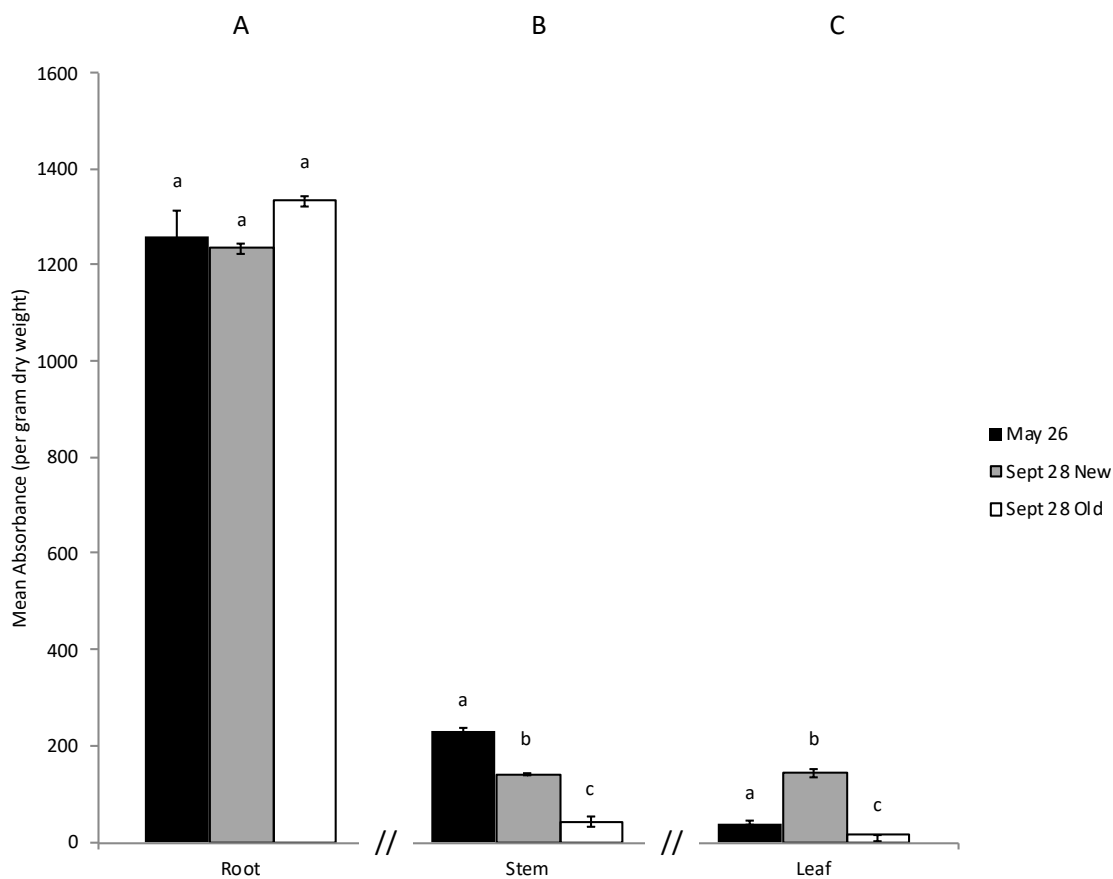 A B C
1600
1400
1200
1000
800
600
400
200
0
Mean Absorbance (per gram dry weight)
a
a
a
a
b
c
a
b
c
May 26
Sept 28 New
Sept 28 Old
Root // Stem // Leaf